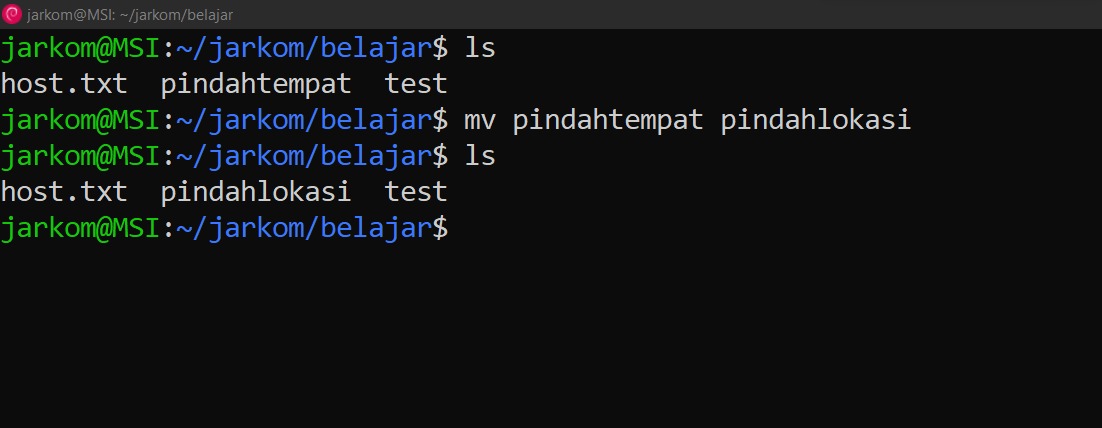 jarkom@MSI: ~/jarkom/belajar
jarkom@MSI:~/jarkom/belajar$ ls
host.txt  pindahtempat  test
jarkom@MSI:~/jarkom/belajar$ mv pindahtempat pindahlokasi
jarkom@MSI:~/jarkom/belajar$ ls
host.txt  pindahlokasi  test
jarkom@MSI:~/jarkom/belajar$